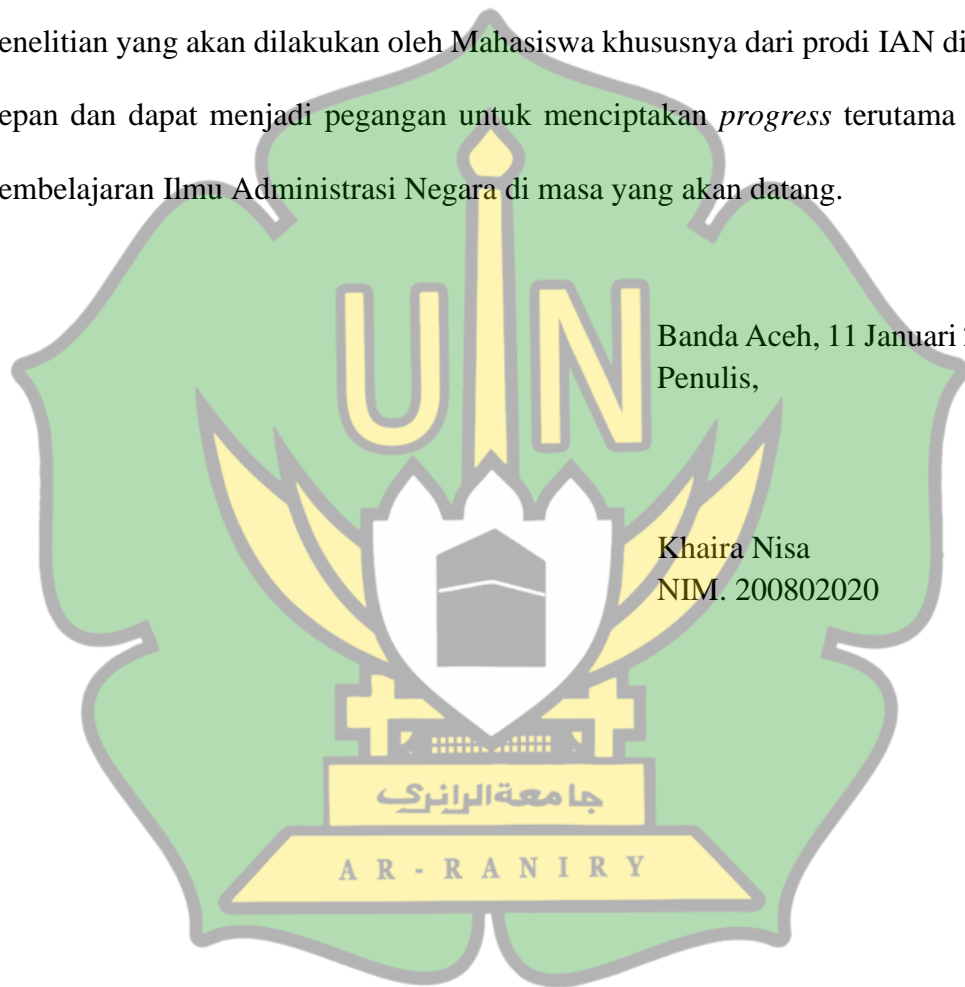 enelitian yang akan dilakukan oleh Mahasiswa khususnya dari prodi IAN di
epan dan dapat menjadi pegangan untuk menciptakan progress terutama
embelajaran Ilmu Administrasi Negara di masa yang akan datang.
Banda Aceh, 11 Januari
Penulis,
Khaira Nisa
NIM. 200802020
UIN
جامعةالرانري
AR-RANIRY